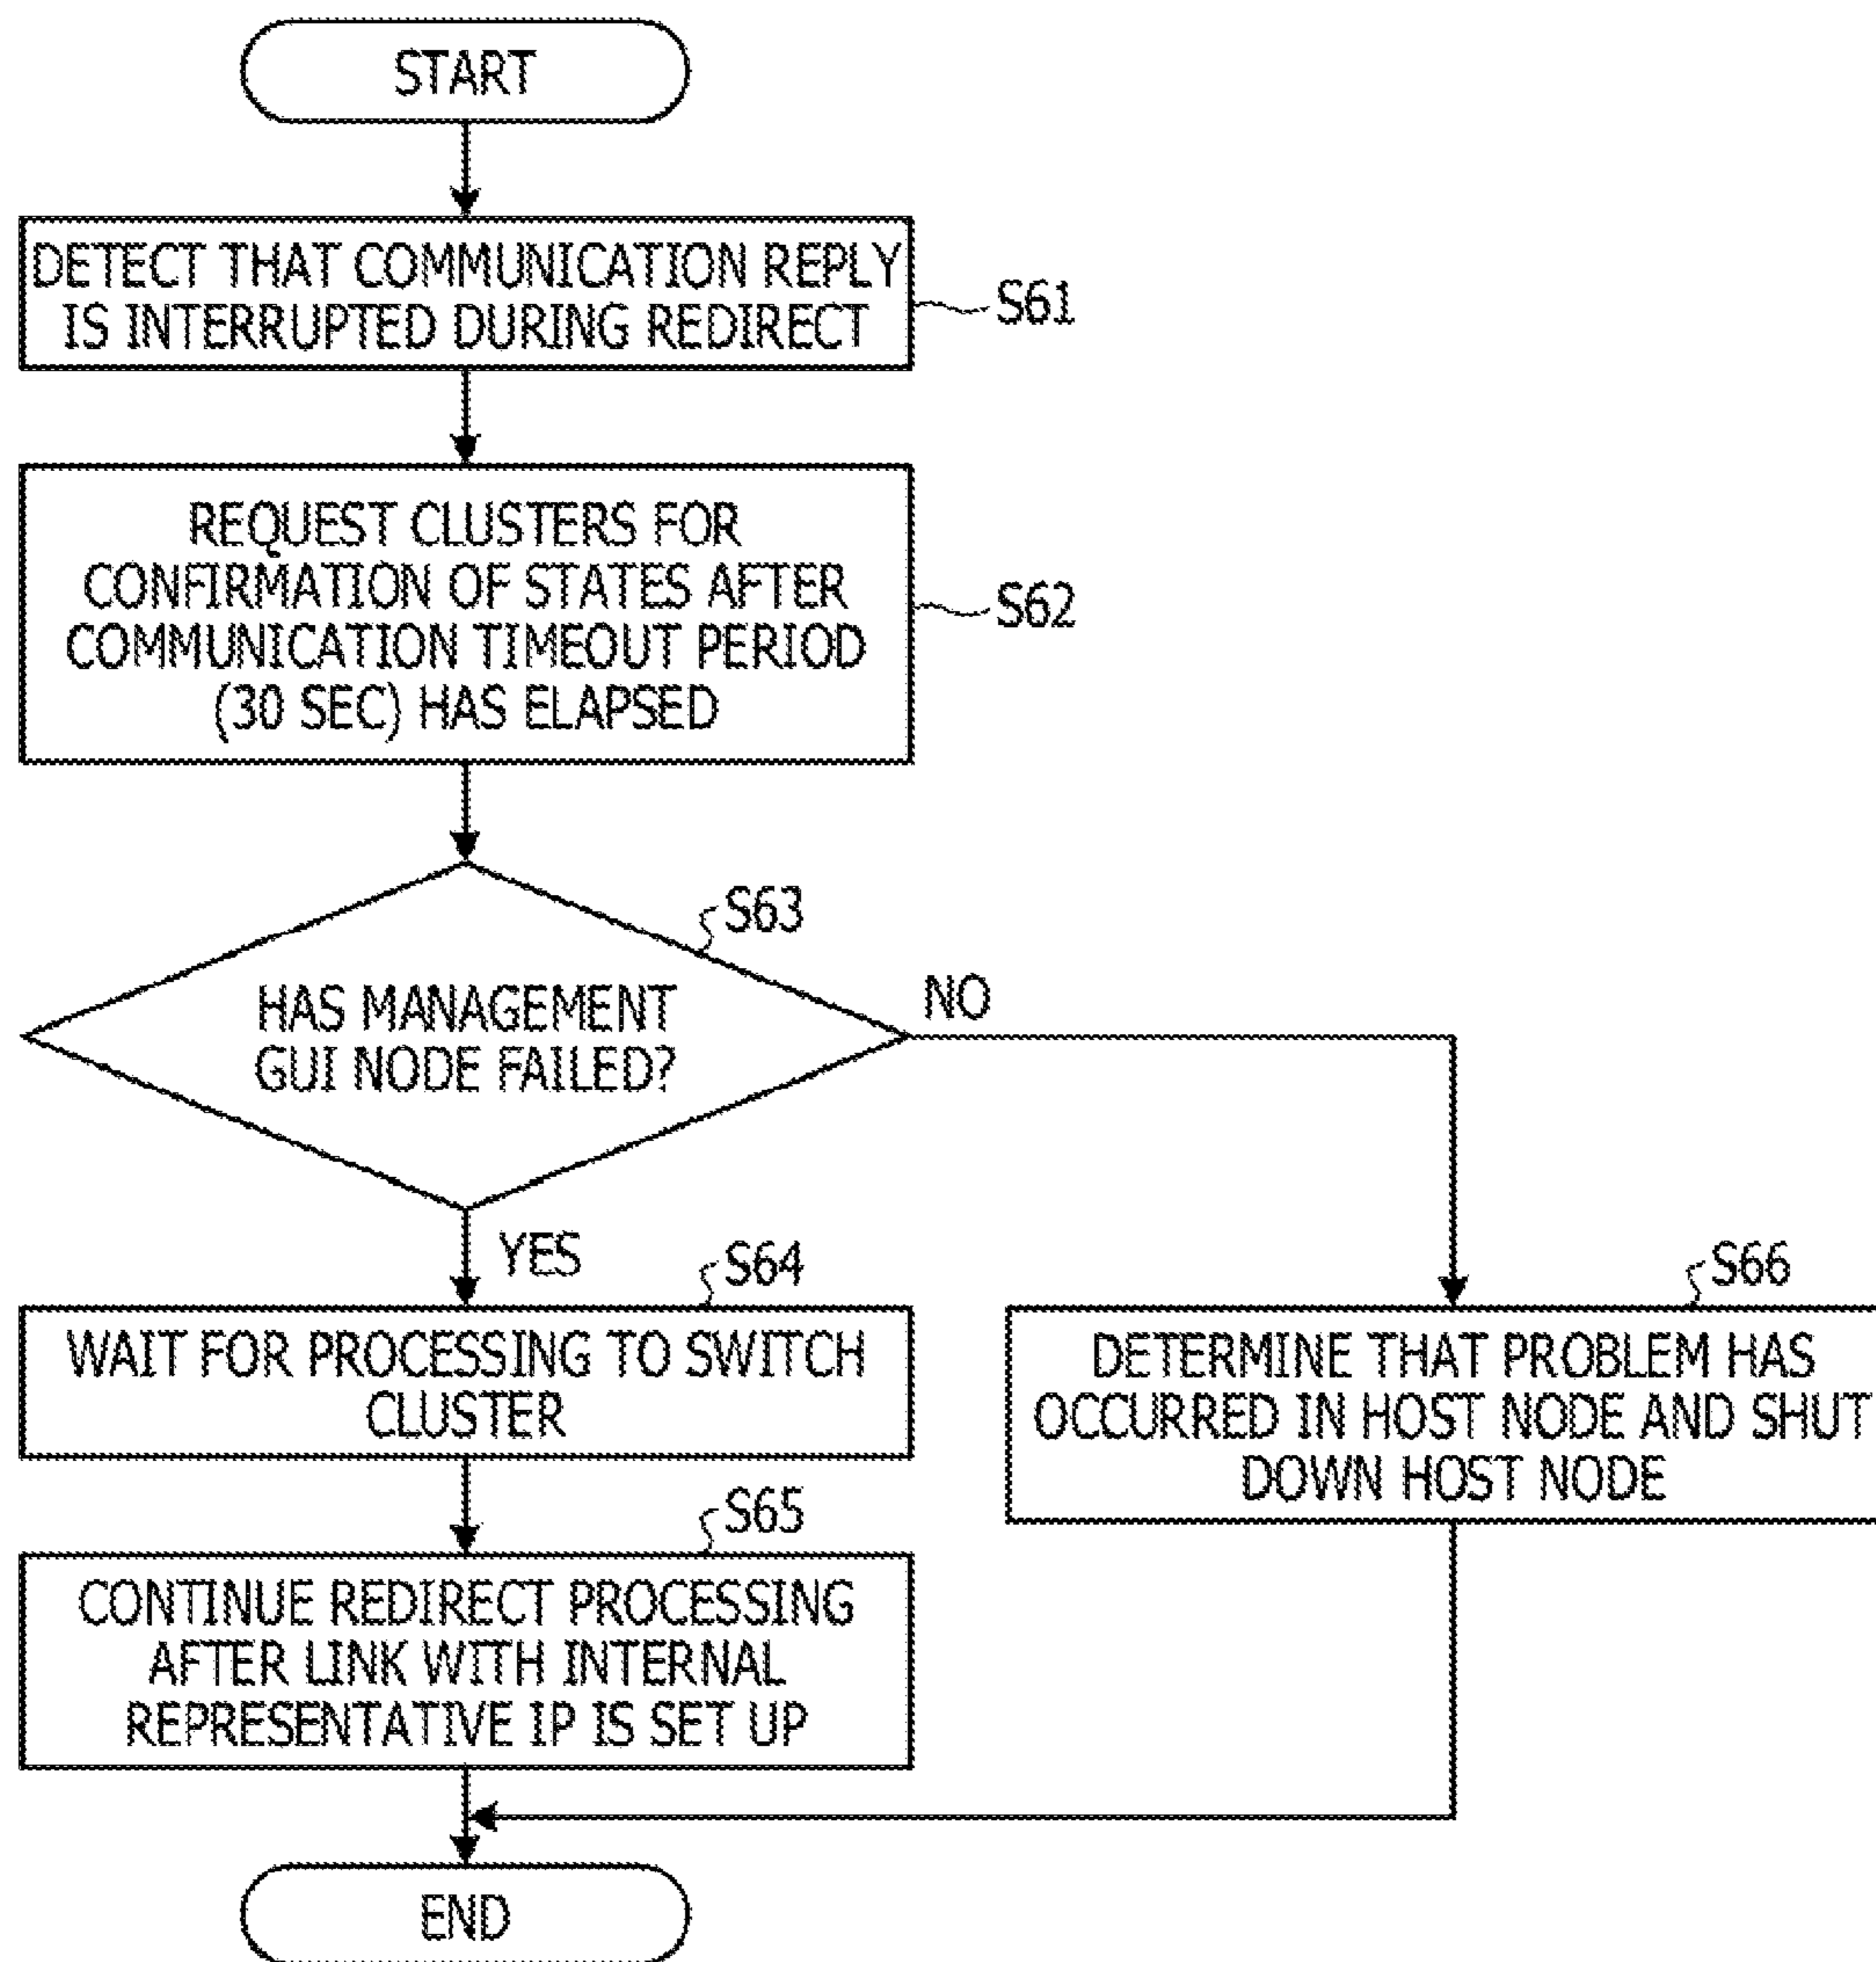 START
DETECT THAT COMMUNICATION REPLY
IS INTERRUPTED DURING REDIRECT
S61
REQUEST CLUSTERS FOR
CONFIRMATION OF STATES AFTER
COMMUNICATION TIMEOUT PERIOD
(30 SEC) HAS ELAPSED
S62
S63
HAS MANAGEMENT
GUI NODE FAILED?
NO
YES
S64
WAIT FOR PROCESSING TO SWITCH
CLUSTER
S66
DETERMINE THAT PROBLEM HAS
OCCURRED IN HOST NODE AND SHUT
DOWN HOST NODE
S65
CONTINUE REDIRECT PROCESSING
AFTER LINK WITH INTERNAL
REPRESENTATIVE IP IS SET UP
END